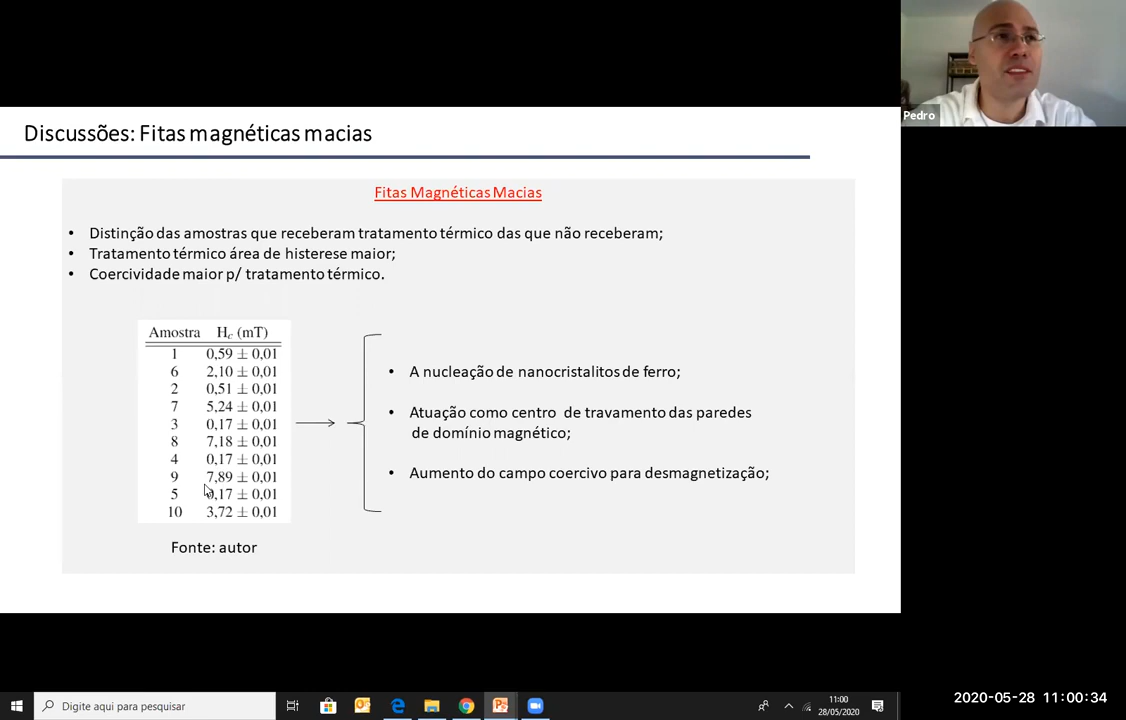 Pedro
Discussões: Fitas magnéticas macias
Fitas Magnéticas Macias
• Distinção das amostras que receberam tratamento térmico das que não receberam;
• Tratamento térmico área de histerese maior;
• Coercividade maior p/ tratamento térmico.
Amostra Hc (mT)
1 0,59 ± 0,01
6 2,10 ± 0,01
2 0,51 ± 0,01
7 5,24 ± 0,01
3 0,17 ± 0,01
8 7,18 ± 0,01
4 0,17 ± 0,01
9 7,89 ± 0,01
5 0,17 ± 0,01
10 3,72 ± 0,01
Fonte: autor
• A nucleação de nanocristalitos de ferro;
• Atuação como centro de travamento das paredes
de domínio magnético;
• Aumento do campo coercivo para desmagnetização;
Digite aqui para pesquisar
11:00
28/05/2020
2020-05-28 11:00:34